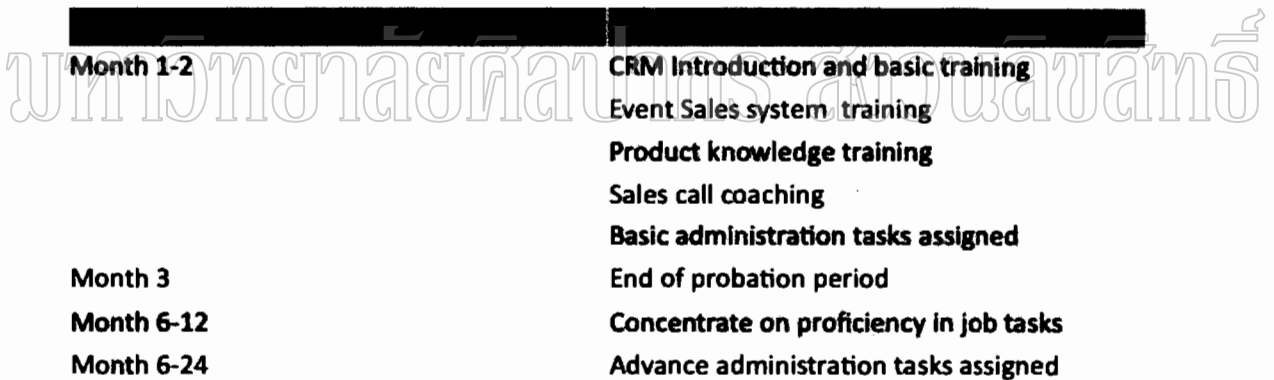 Month 1-2 CRM Introduction and basic training
มหาวิทยาลัยศิลปากร สงวนลิขสิทธิ์
Event Sales system training
Product knowledge training
Sales call coaching
Basic administration tasks assigned
Month 3 End of probation period
Month 6-12 Concentrate on proficiency in job tasks
Month 6-24 Advance administration tasks assigned